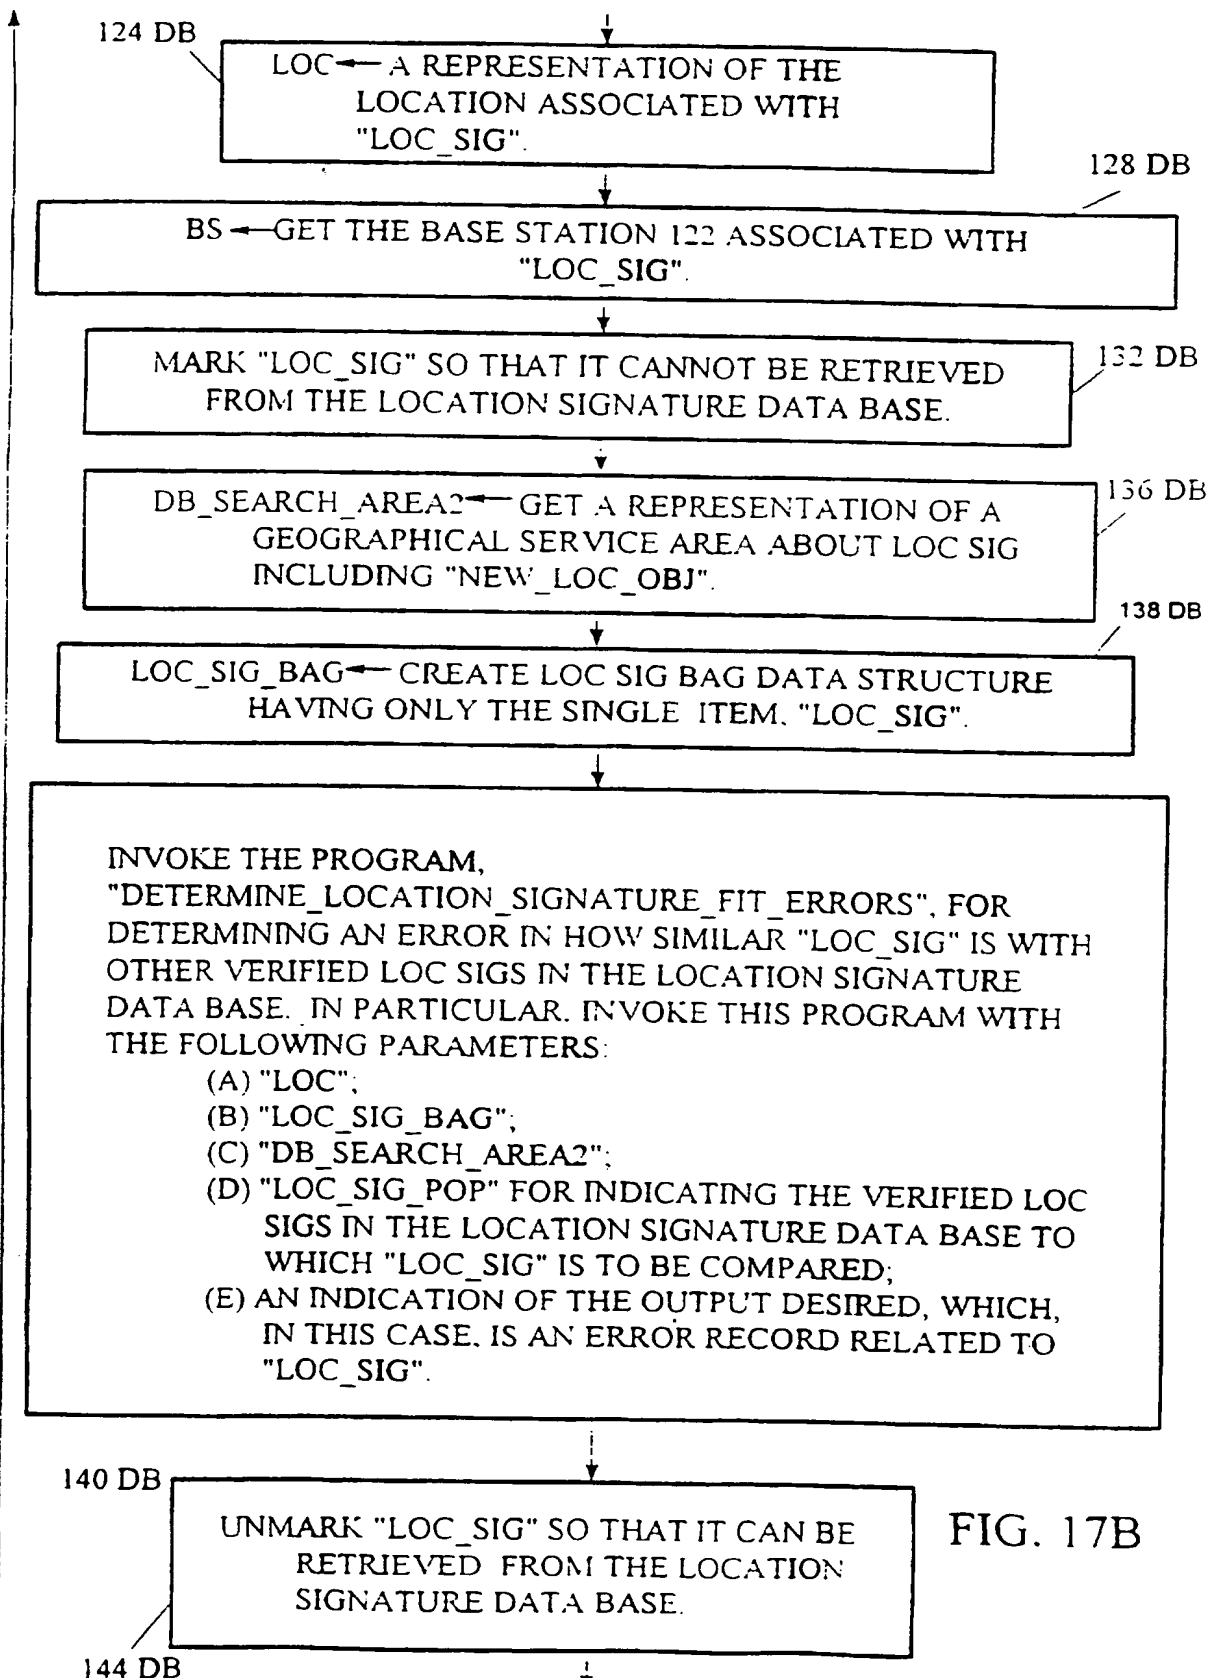 124 DB
LOC← A REPRESENTATION OF THE
LOCATION ASSOCIATED WITH
"LOC_SIG".
128 DB
BS←GET THE BASE STATION 122 ASSOCIATED WITH
"LOC_SIG".
MARK "LOC_SIG" SO THAT IT CANNOT BE RETRIEVED
FROM THE LOCATION SIGNATURE DATA BASE.
132 DB
DB_SEARCH_AREA2← GET A REPRESENTATION OF A
GEOGRAPHICAL SERVICE AREA ABOUT LOC SIG
INCLUDING "NEW_LOC_OBJ".
136 DB
138 DB
LOC_SIG_BAG← CREATE LOC SIG BAG DATA STRUCTURE
HAVING ONLY THE SINGLE ITEM, "LOC_SIG".
INVOKE THE PROGRAM,
"DETERMINE_LOCATION_SIGNATURE_FIT_ERRORS", FOR
DETERMINING AN ERROR IN HOW SIMILAR "LOC_SIG" IS WITH
OTHER VERIFIED LOC SIGS IN THE LOCATION SIGNATURE
DATA BASE. IN PARTICULAR, INVOKE THIS PROGRAM WITH
THE FOLLOWING PARAMETERS:
(A) "LOC";
(B) "LOC_SIG_BAG";
(C) "DB_SEARCH_AREA2";
(D) "LOC_SIG_POP" FOR INDICATING THE VERIFIED LOC
SIGS IN THE LOCATION SIGNATURE DATA BASE TO
WHICH "LOC_SIG" IS TO BE COMPARED;
(E) AN INDICATION OF THE OUTPUT DESIRED, WHICH,
IN THIS CASE, IS AN ERROR RECORD RELATED TO
"LOC_SIG".
140 DB
UNMARK "LOC_SIG" SO THAT IT CAN BE
RETRIEVED FROM THE LOCATION
SIGNATURE DATA BASE.
FIG. 17B
144 DB